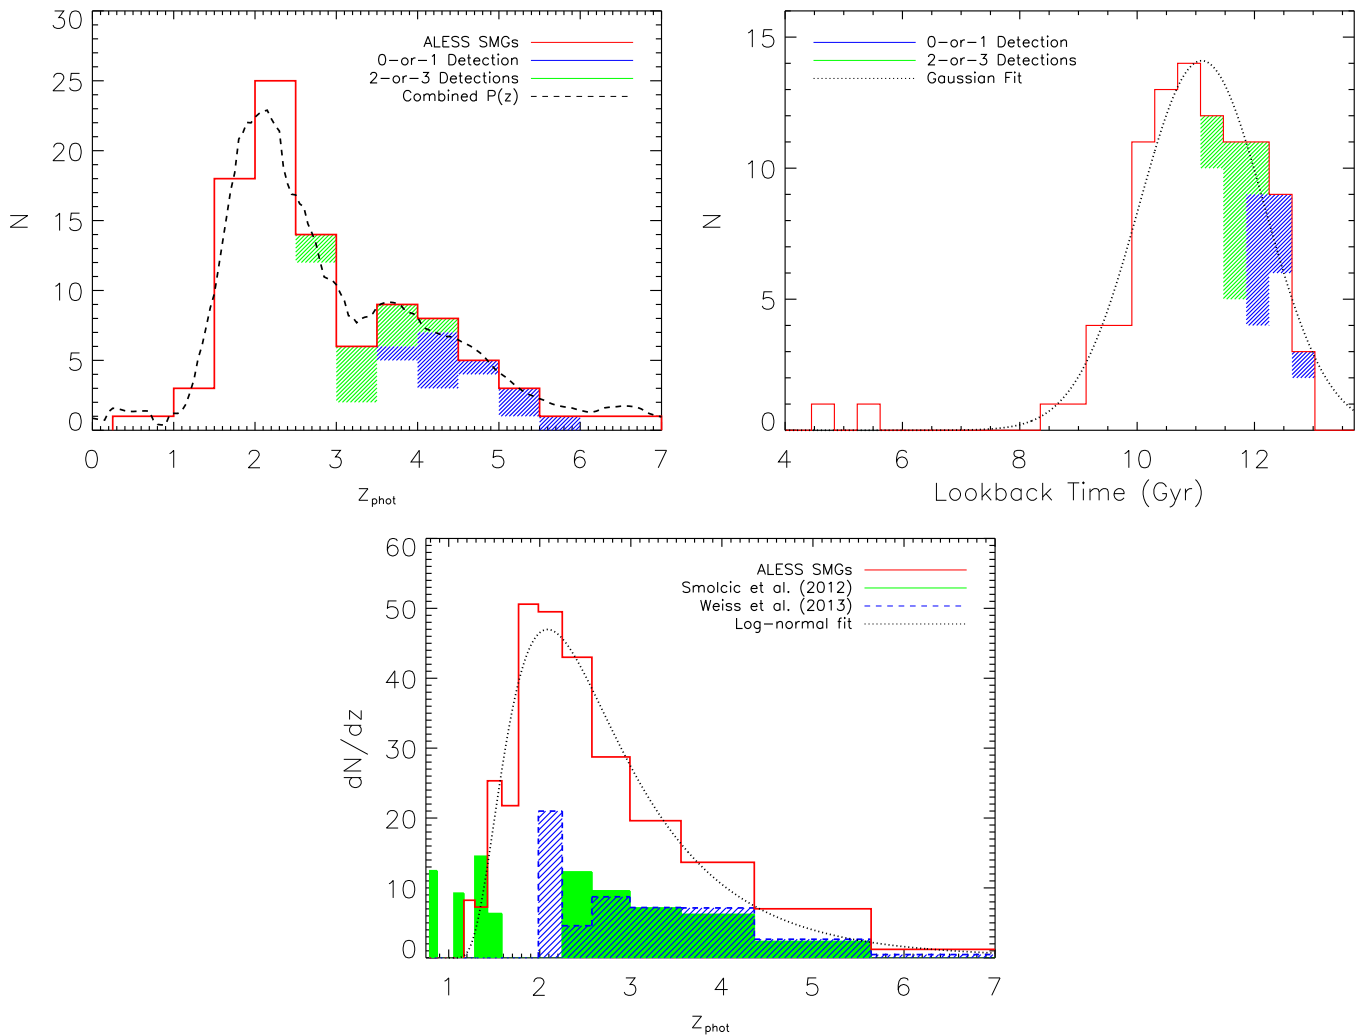 30
25
20
15
10
5
0
N
ALESS SMGs
0-or-1 Detection
2-or-3 Detections
Combined P(z)
0 1 2 3 4 5 6 7
z_phot
15
10
5
0
N
0-or-1 Detection
2-or-3 Detections
Gaussian Fit
4 6 8 10 12
Lookback Time (Gyr)
60
50
40
30
20
10
0
dN/dz
ALESS SMGs
Smolcic et al. (2012)
Weiss et al. (2013)
Log-normal fit
1 2 3 4 5 6 7
z_phot